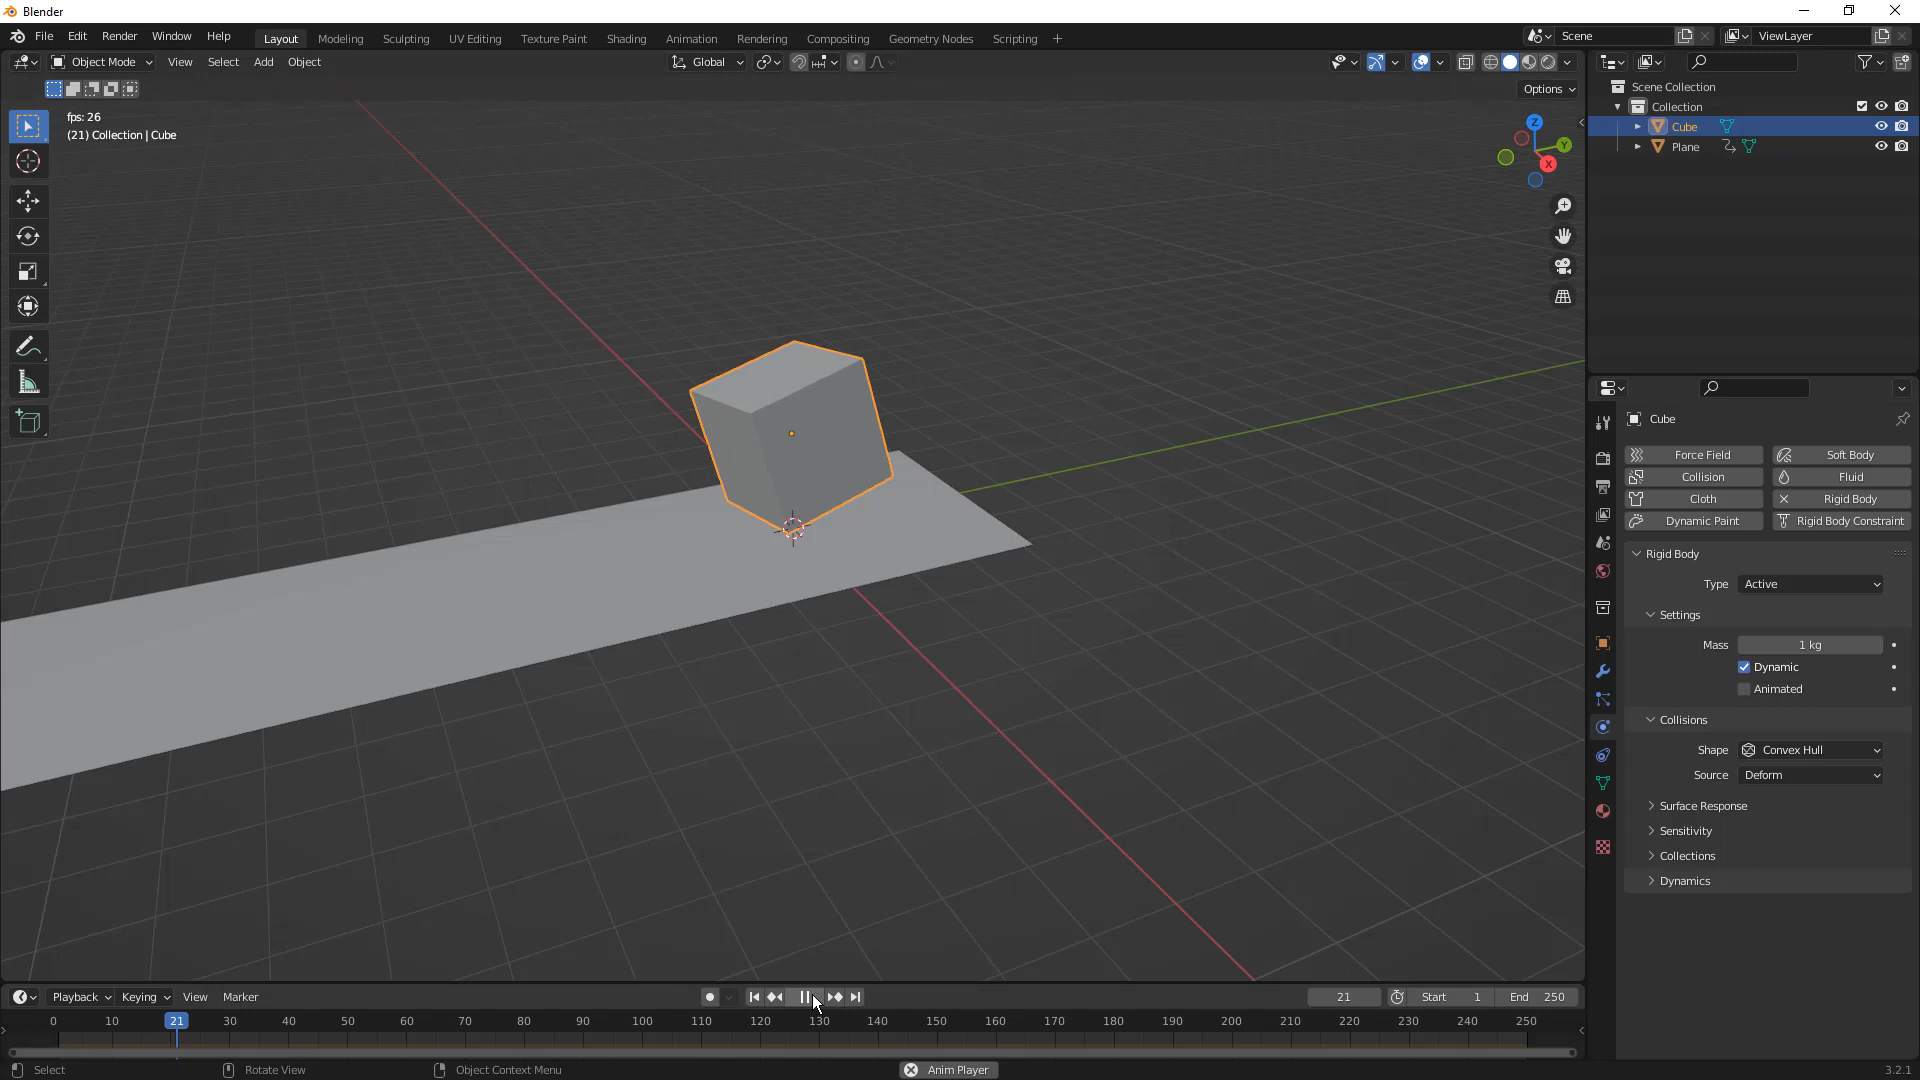 Blender
File Edit Render Window Help Layout Modeling Sculpting UV Editing Texture Paint Shading Animation Rendering Compositing Geometry Nodes Scripting + Scene ViewLayer
Object Mode View Select Add Object Global
Options
fps: 26
(21) Collection | Cube
Z
Y
X
Scene Collection
Collection
Cube
Plane
Cube
Force Field Soft Body
Collision Fluid
Cloth Rigid Body
Dynamic Paint Rigid Body Constraint
Rigid Body
Type Active
Settings
Mass 1 kg
Dynamic
Animated
Collisions
Shape Convex Hull
Source Deform
Surface Response
Sensitivity
Collections
Dynamics
Playback Keying View Marker 21 Start 1 End 250
0 10 21 30 40 50 60 70 80 90 100 110 120 130 140 150 160 170 180 190 200 210 220 230 240 250
Select Rotate View Object Context Menu Anim Player 3.2.1